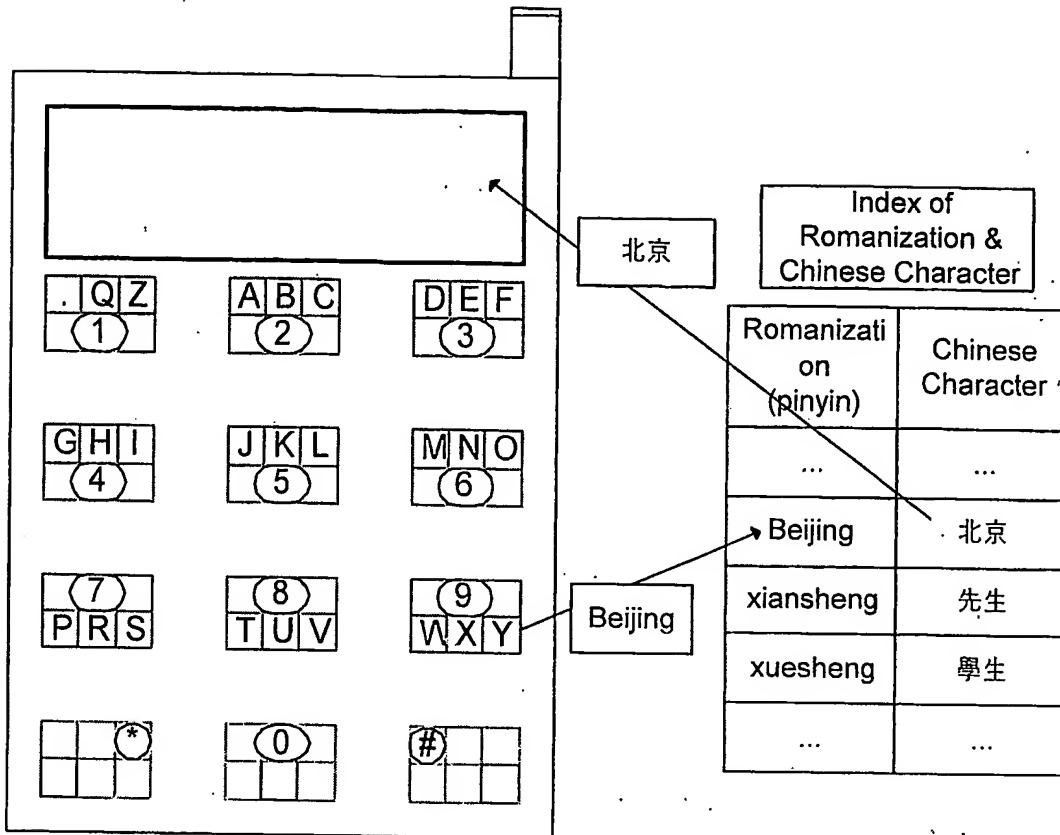 . Q Z
1
A B C
2
D E F
3
G H I
4
J K L
5
M N O
6
7
P R S
8
T U V
9
W X Y
*
0
#
北京
Beijing
Index of
Romanization &
Chinese Character
Romanizati
on
(pinyin)
Chinese
Character
...
...
Beijing
北京
xiansheng
先生
xuesheng
學生
...
...